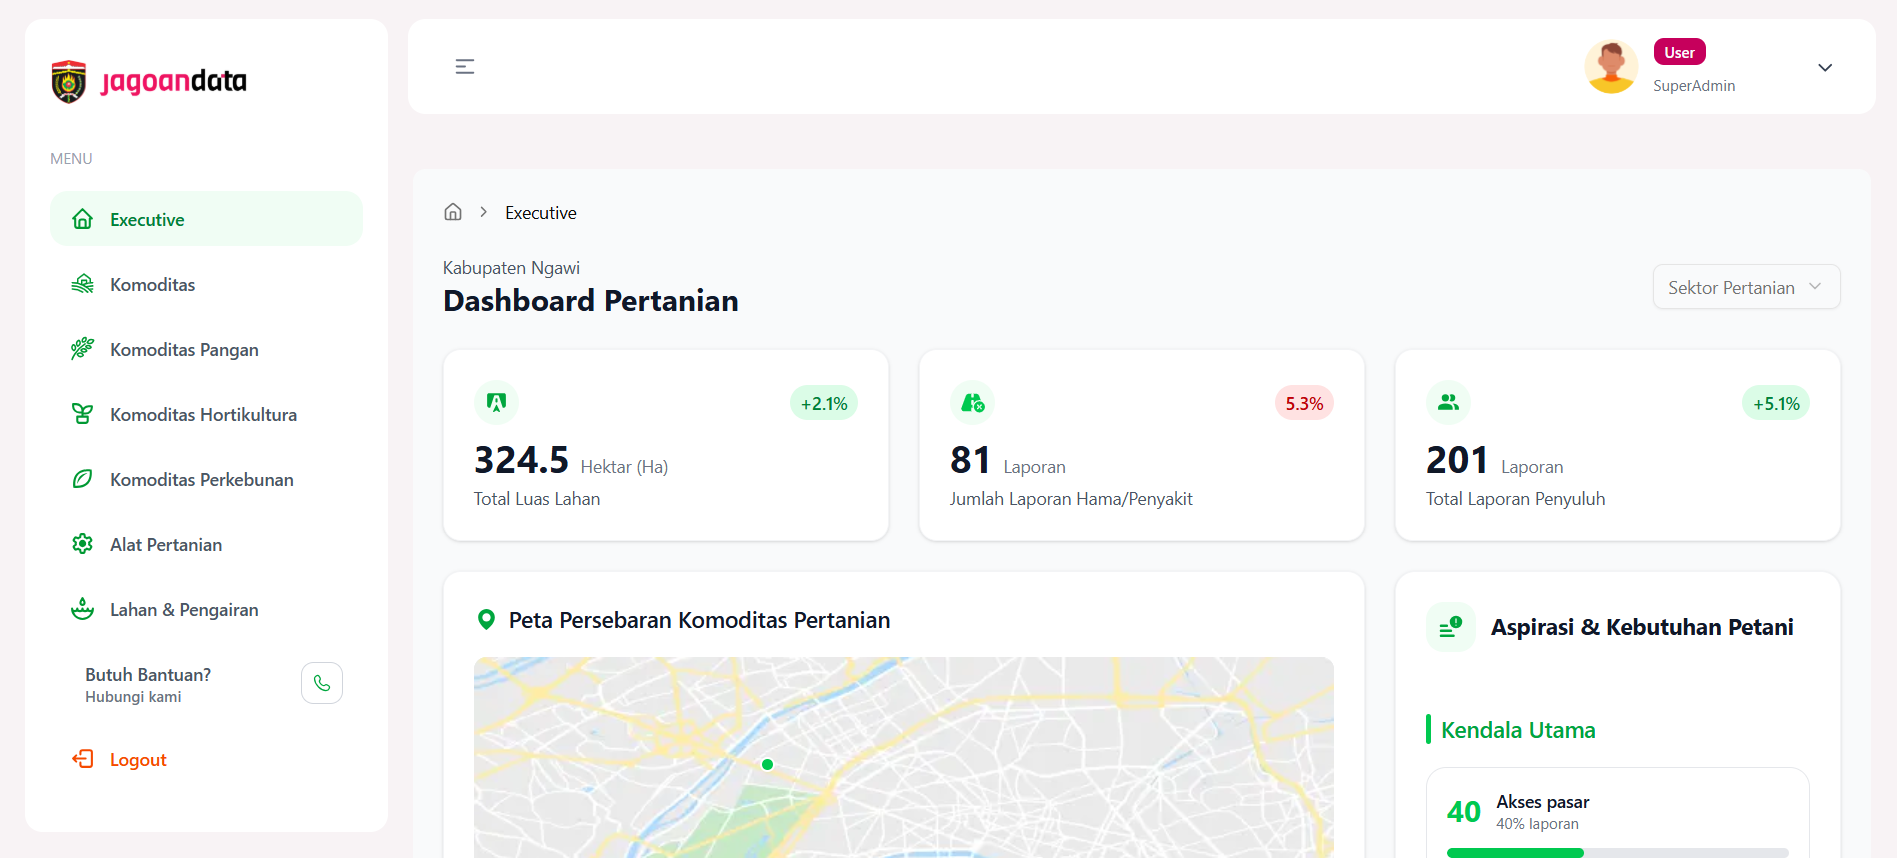 jagoandata
MENU
Executive
Komoditas
Komoditas Pangan
Komoditas Hortikultura
Komoditas Perkebunan
Alat Pertanian
Lahan & Pengairan
Butuh Bantuan?
Hubungi kami
Logout
User
SuperAdmin
Executive
Kabupaten Ngawi
Dashboard Pertanian
Sektor Pertanian
+2.1%
324.5 Hektar (Ha)
Total Luas Lahan
5.3%
81 Laporan
Jumlah Laporan Hama/Penyakit
+5.1%
201 Laporan
Total Laporan Penyuluh
Peta Persebaran Komoditas Pertanian
Aspirasi & Kebutuhan Petani
Kendala Utama
40 Akses pasar
40% laporan